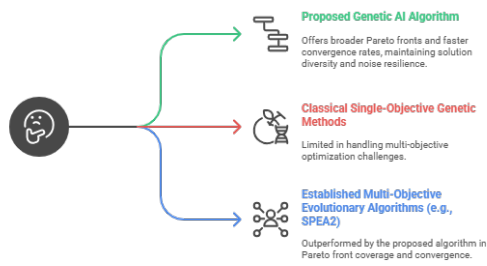 Proposed Genetic AI Algorithm
Offers broader Pareto fronts and faster
convergence rates, maintaining solution
diversity and noise resilience.
Classical Single-Objective Genetic
Methods
Limited in handling multi-objective
optimization challenges.
Established Multi-Objective
Evolutionary Algorithms (e.g.,
SPEA2)
Outperformed by the proposed algorithm in
Pareto front coverage and convergence.